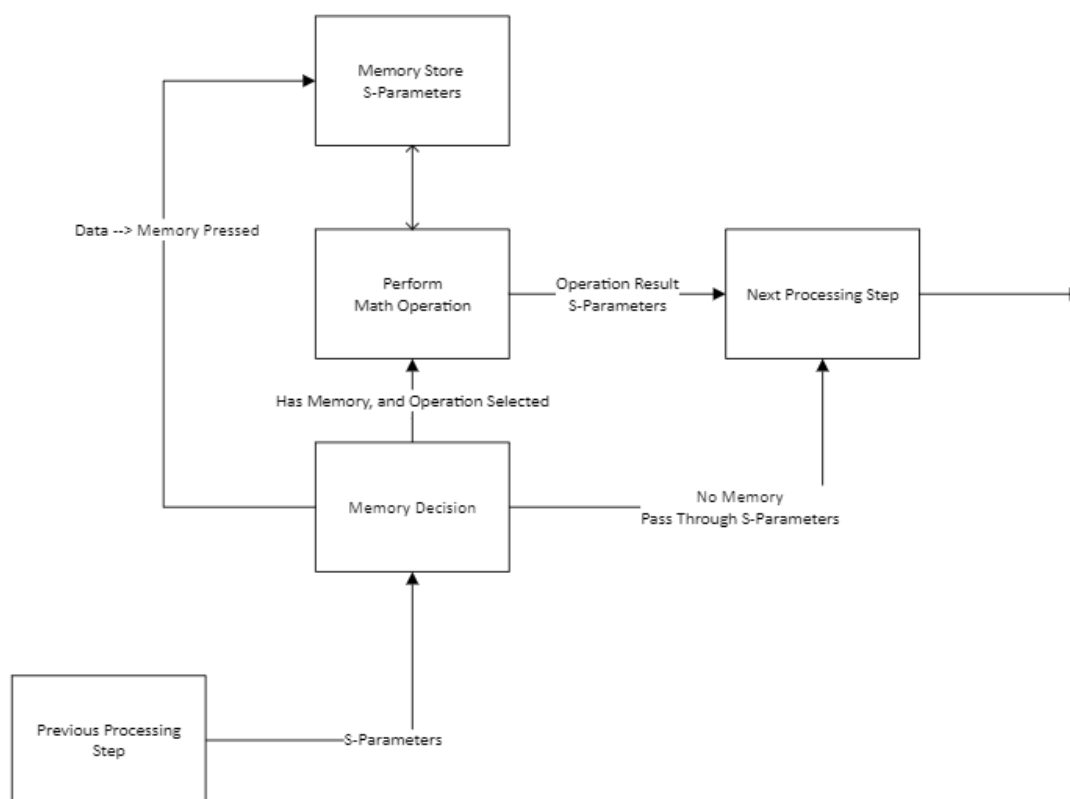 Memory Store
S-Parameters
Data --> Memory Pressed
Perform
Math Operation
Operation Result
S-Parameters
Next Processing Step
Has Memory, and Operation Selected
Memory Decision
No Memory
Pass Through S-Parameters
Previous Processing
Step
S-Parameters